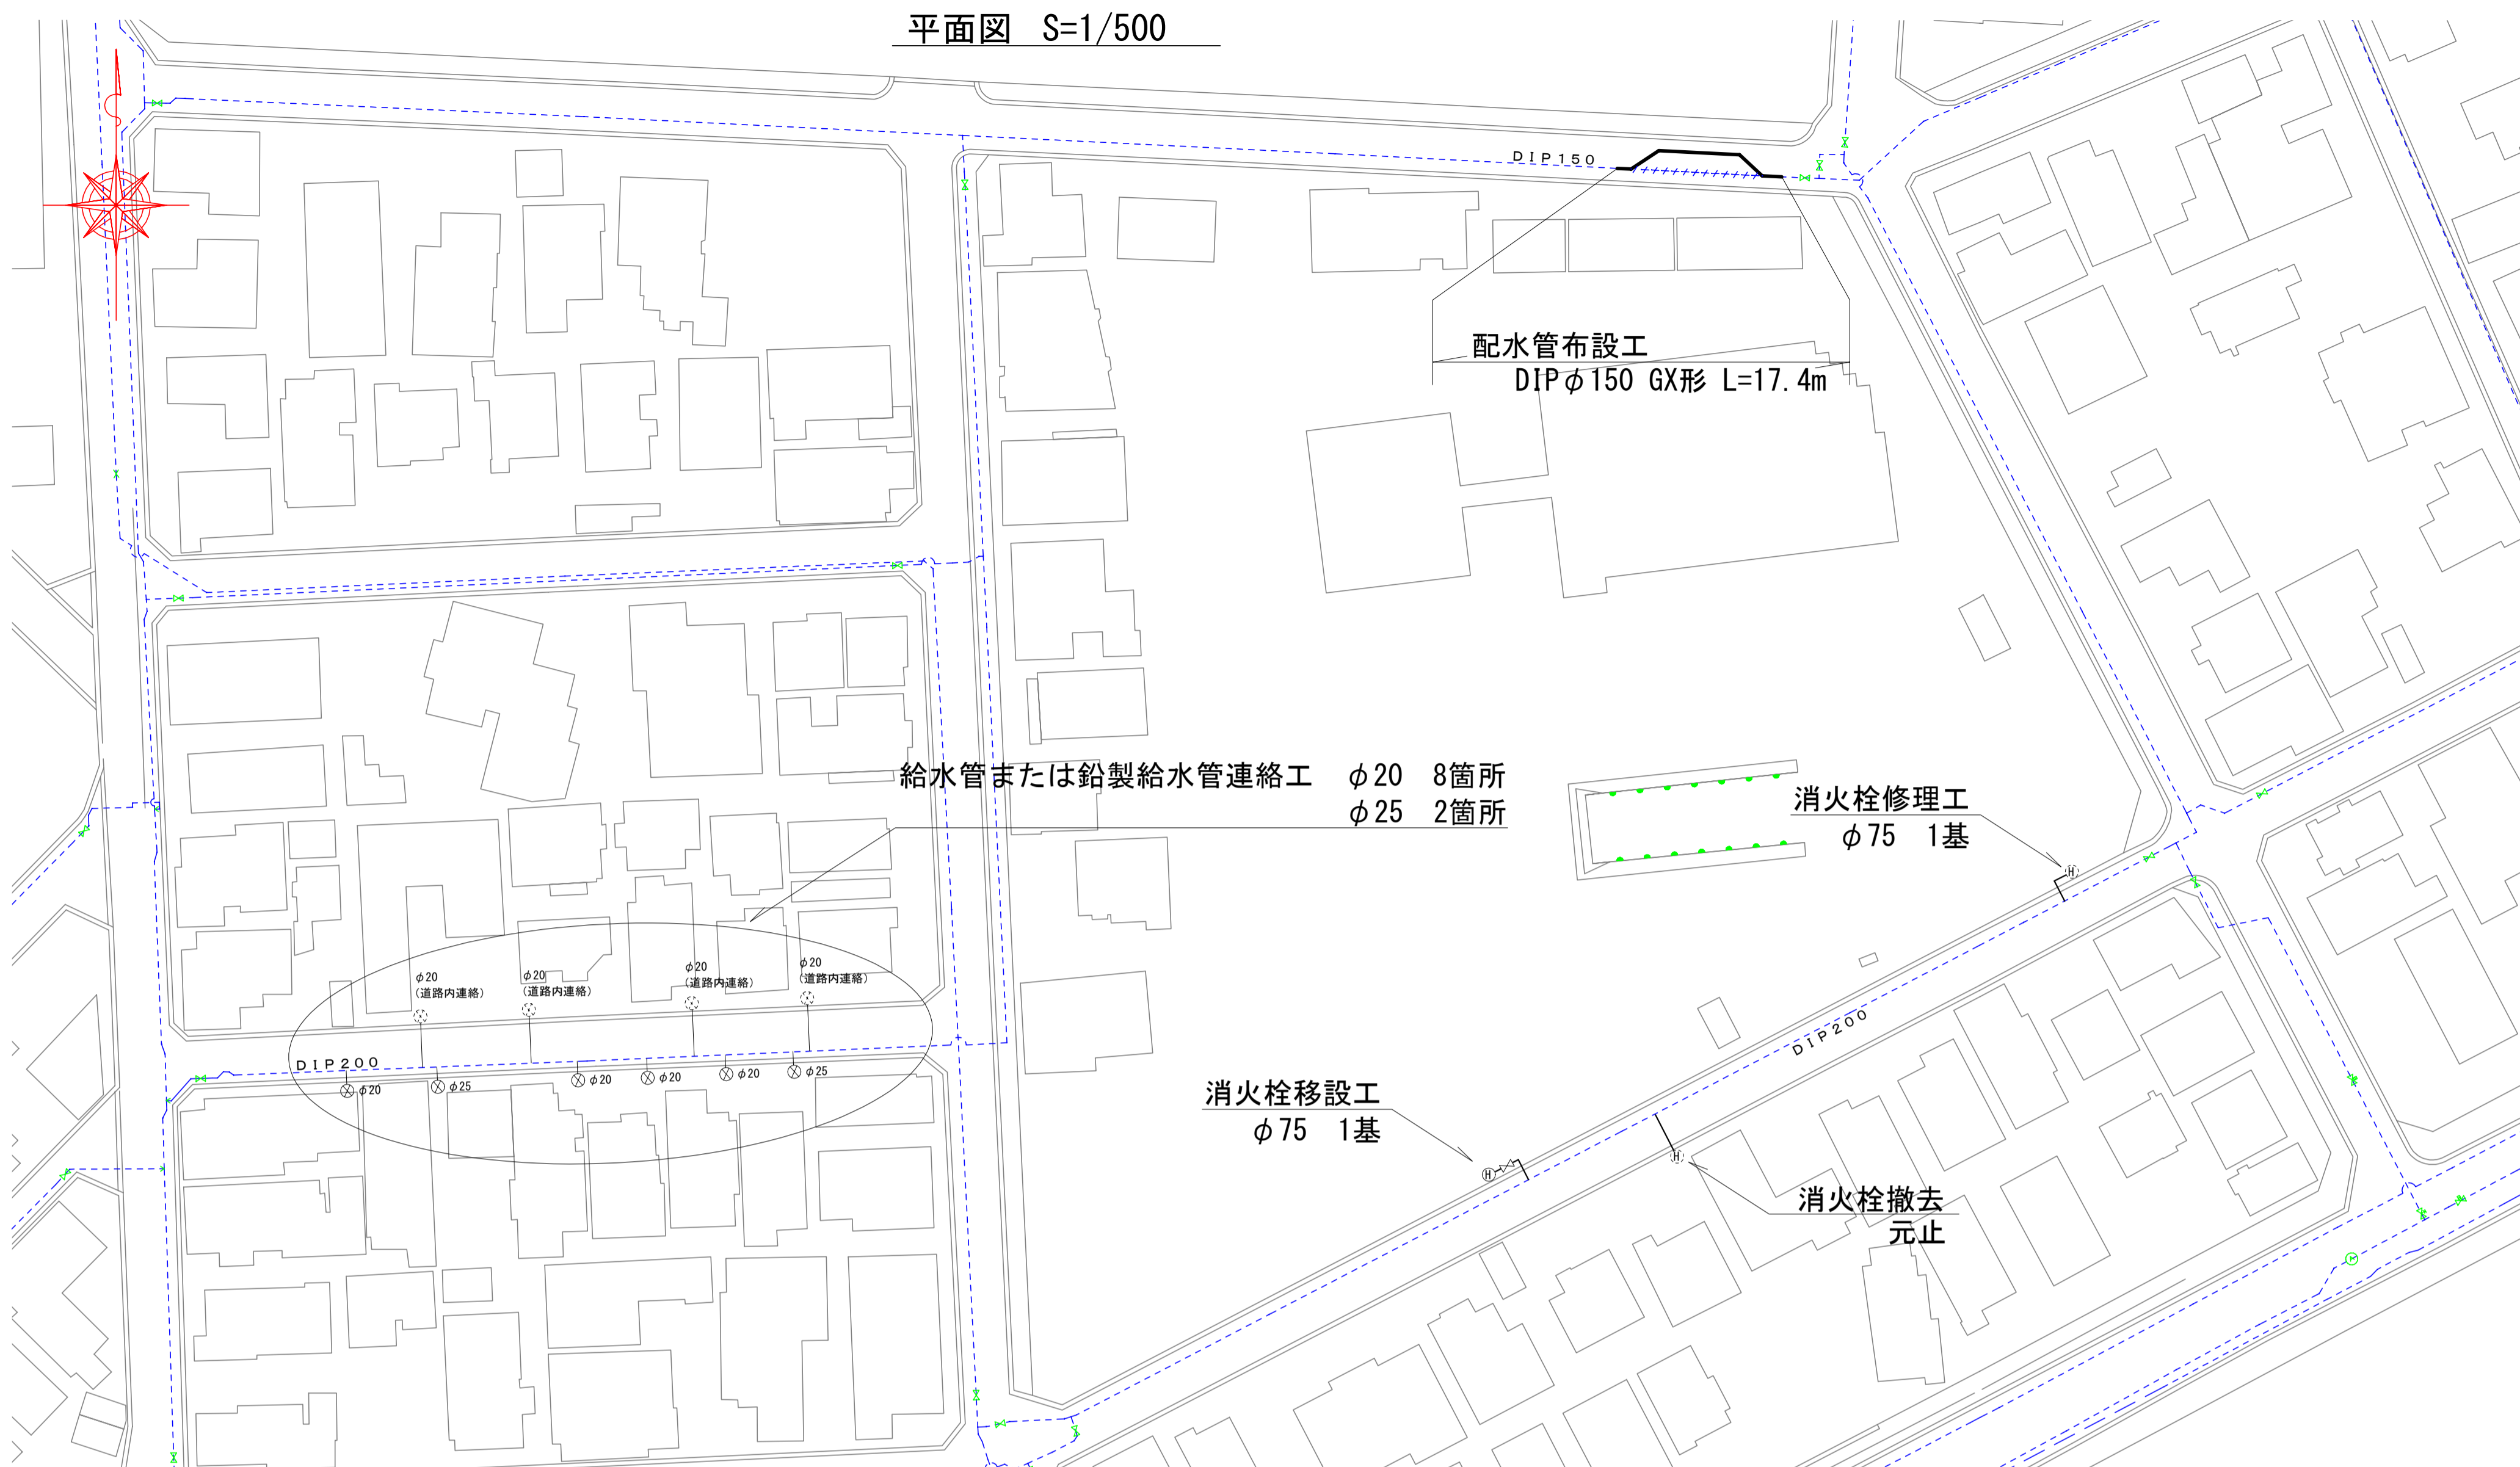 平面図　S=1/500
ＤＩＰ１５０
配水管布設工
DIPφ150 GX形 L=17.4m
給水管または鉛製給水管連絡工　φ20　8箇所
φ25　2箇所
消火栓修理工
φ75　1基
H
φ20
(道路内連絡)
φ20
(道路内連絡)
φ20
(道路内連絡)
φ20
(道路内連絡)
ＤＩＰ２００
φ20
φ25
φ20
φ20
φ20
φ25
ＤＩＰ２００
消火栓移設工
φ75　1基
H
H
消火栓撤去
元止